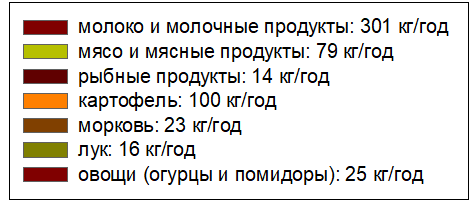 молоко и молочные продукты: 301 кг/год
мясо и мясные продукты: 79 кг/год
рыбные продукты: 14 кг/год
картофель: 100 кг/год
морковь: 23 кг/год
лук: 16 кг/год
овощи (огурцы и помидоры): 25 кг/год